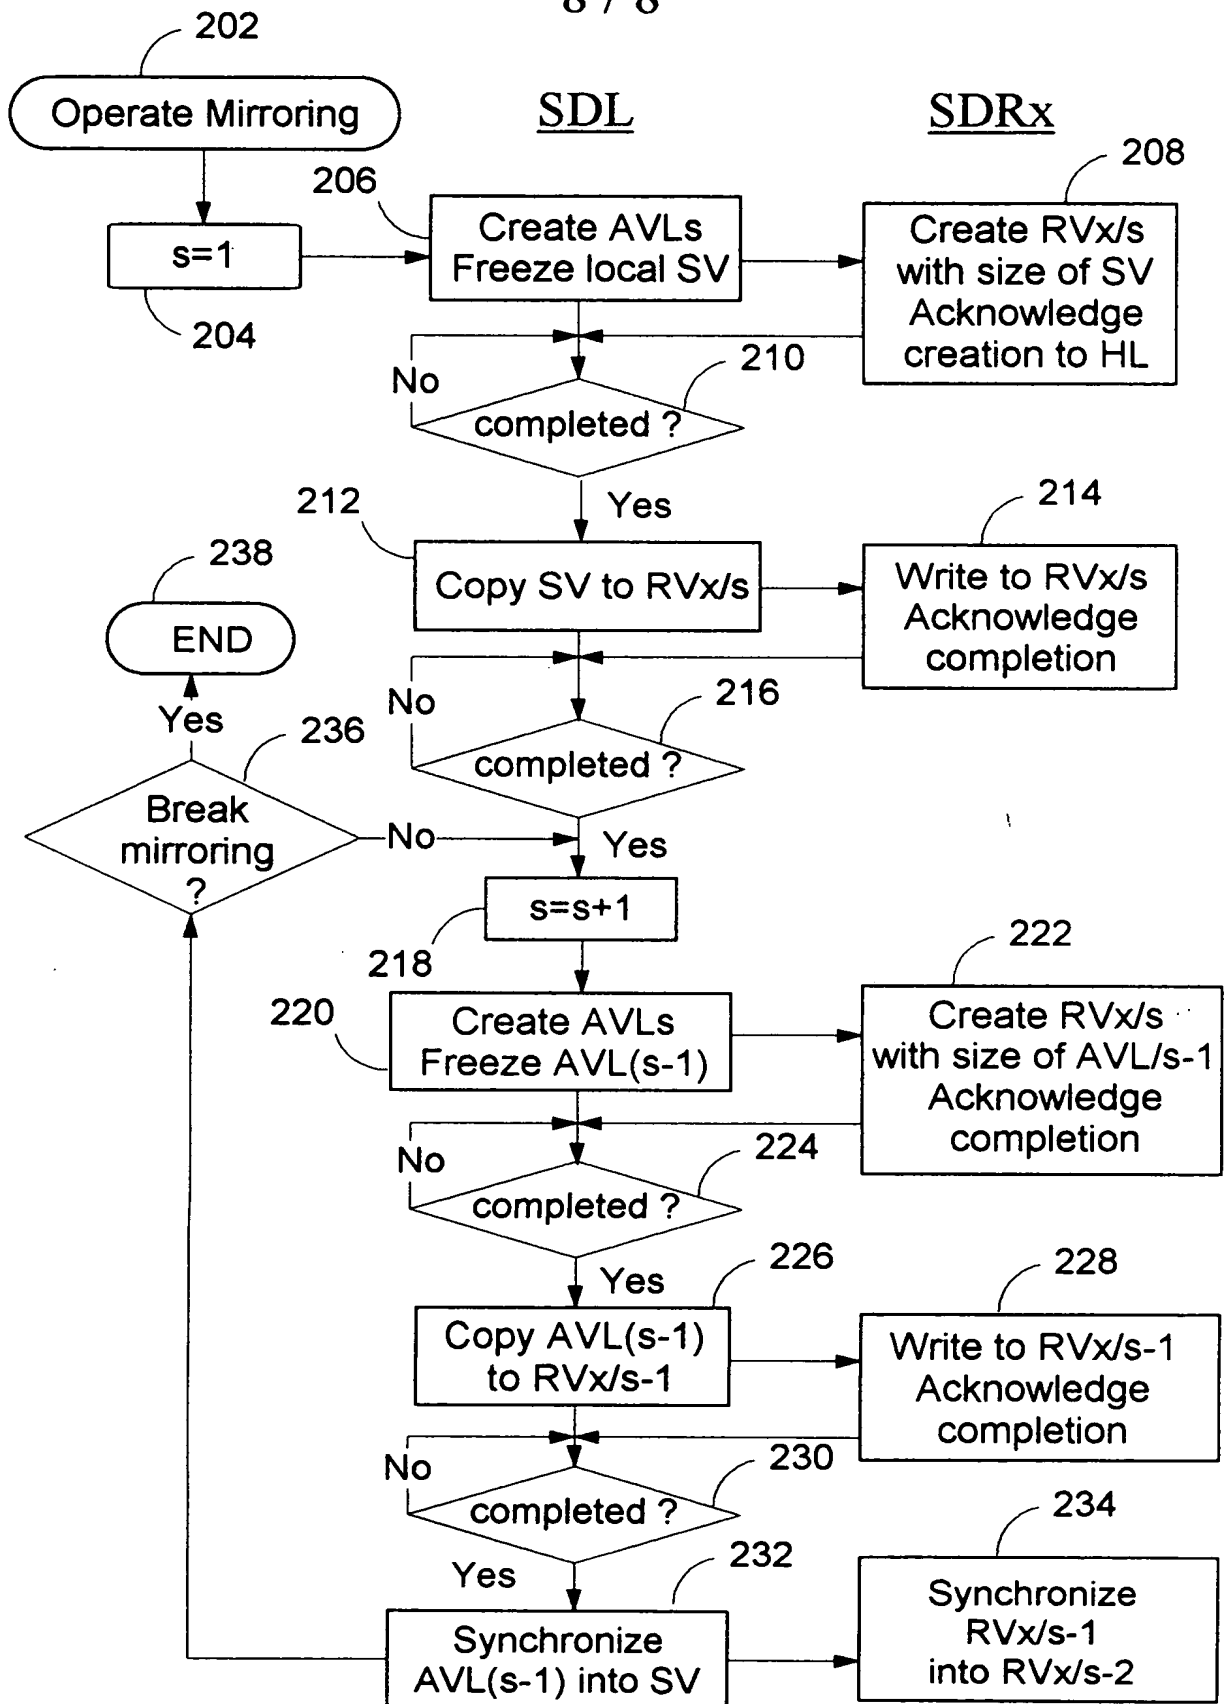 8 / 8
202
Operate Mirroring
SDL
SDRx
206
208
s=1
204
Create AVLs
Freeze local SV
Create RVx/s
with size of SV
Acknowledge
creation to HL
No
210
completed ?
Yes
212
214
Copy SV to RVx/s
Write to RVx/s
Acknowledge
completion
238
END
Yes
236
Break
mirroring
?
No
No
216
completed ?
Yes
s=s+1
218
220
222
Create AVLs
Freeze AVL(s-1)
Create RVx/s
with size of AVL/s-1
Acknowledge
completion
No
224
completed ?
Yes
226
228
Copy AVL(s-1)
to RVx/s-1
Write to RVx/s-1
Acknowledge
completion
No
230
completed ?
Yes
232
234
Synchronize
AVL(s-1) into SV
Synchronize
RVx/s-1
into RVx/s-2